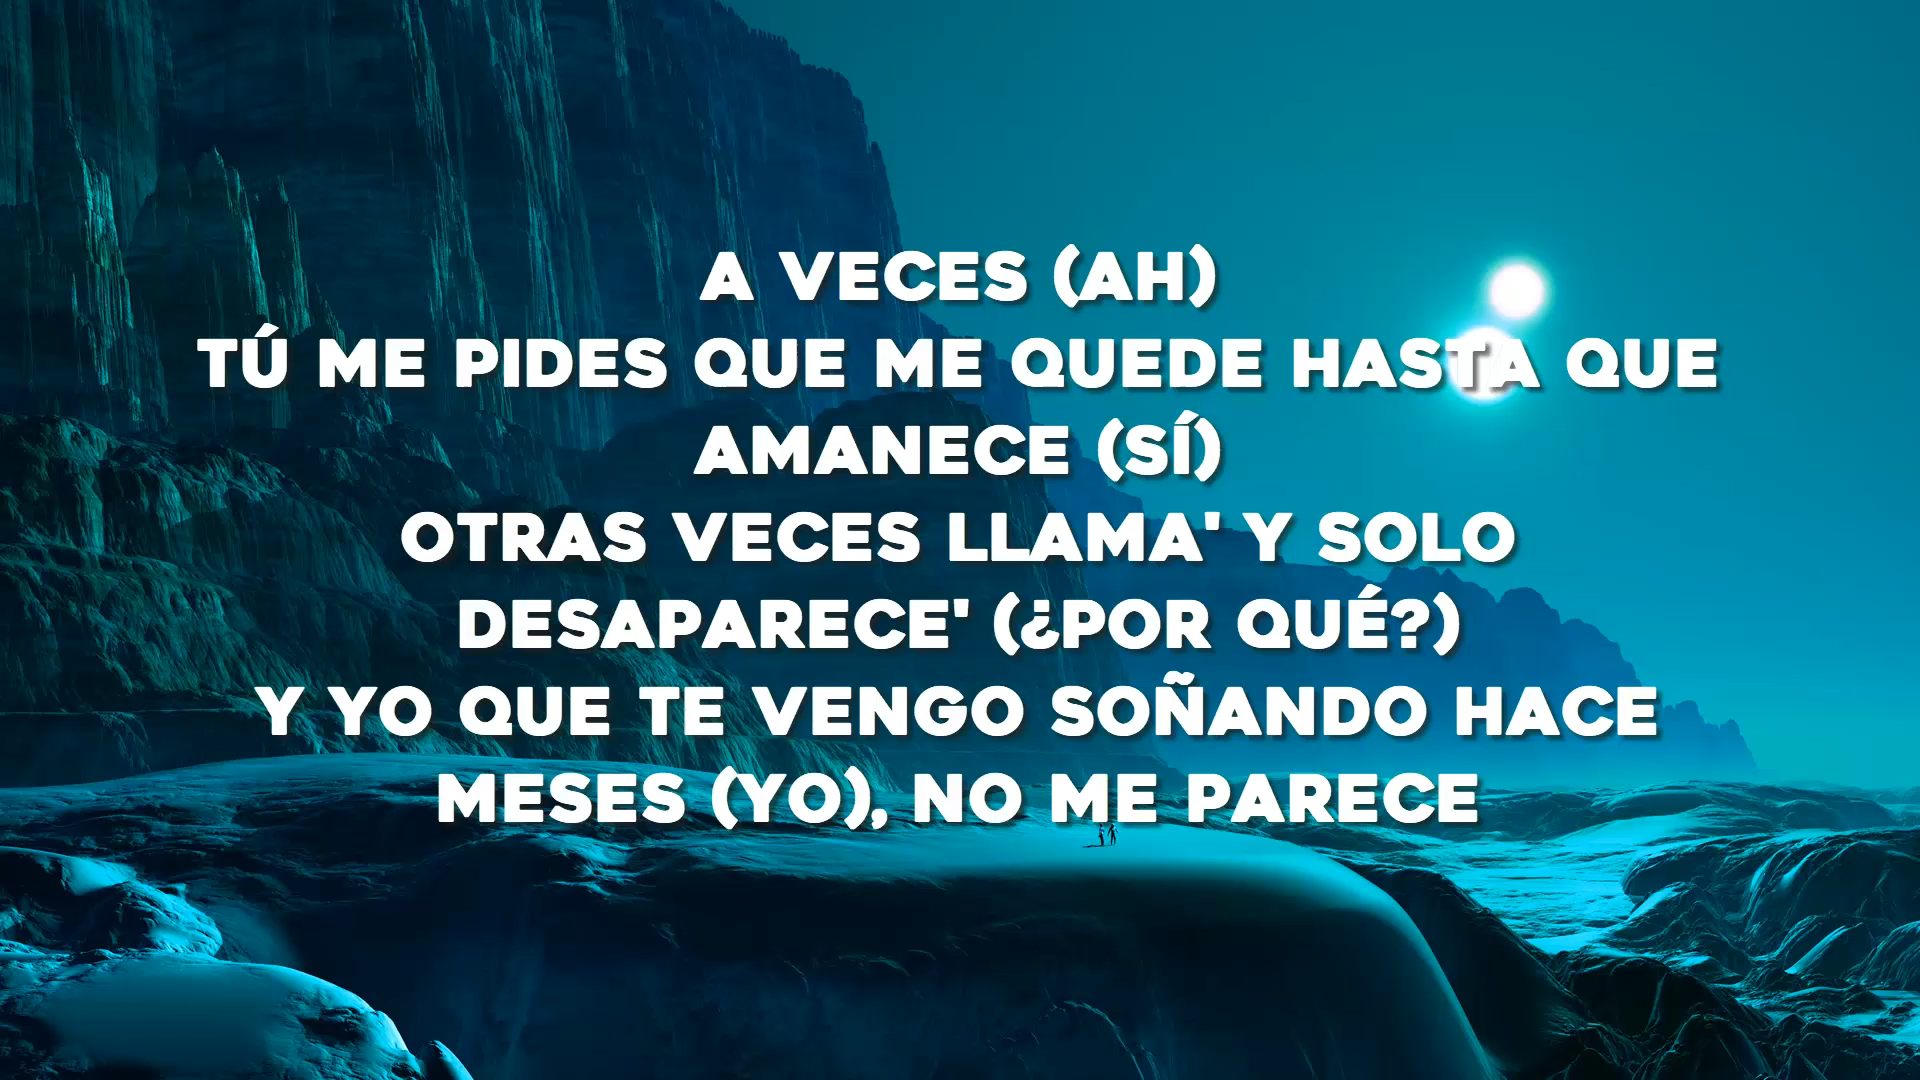 A VECES (AH)
TÚ ME PIDES QUE ME QUEDE HASTA QUE
AMANECE (SÍ)
OTRAS VECES LLAMA' Y SOLO
DESAPARECE' (¿POR QUÉ?)
Y YO QUE TE VENGO SOÑANDO HACE
MESES (YO), NO ME PARECE